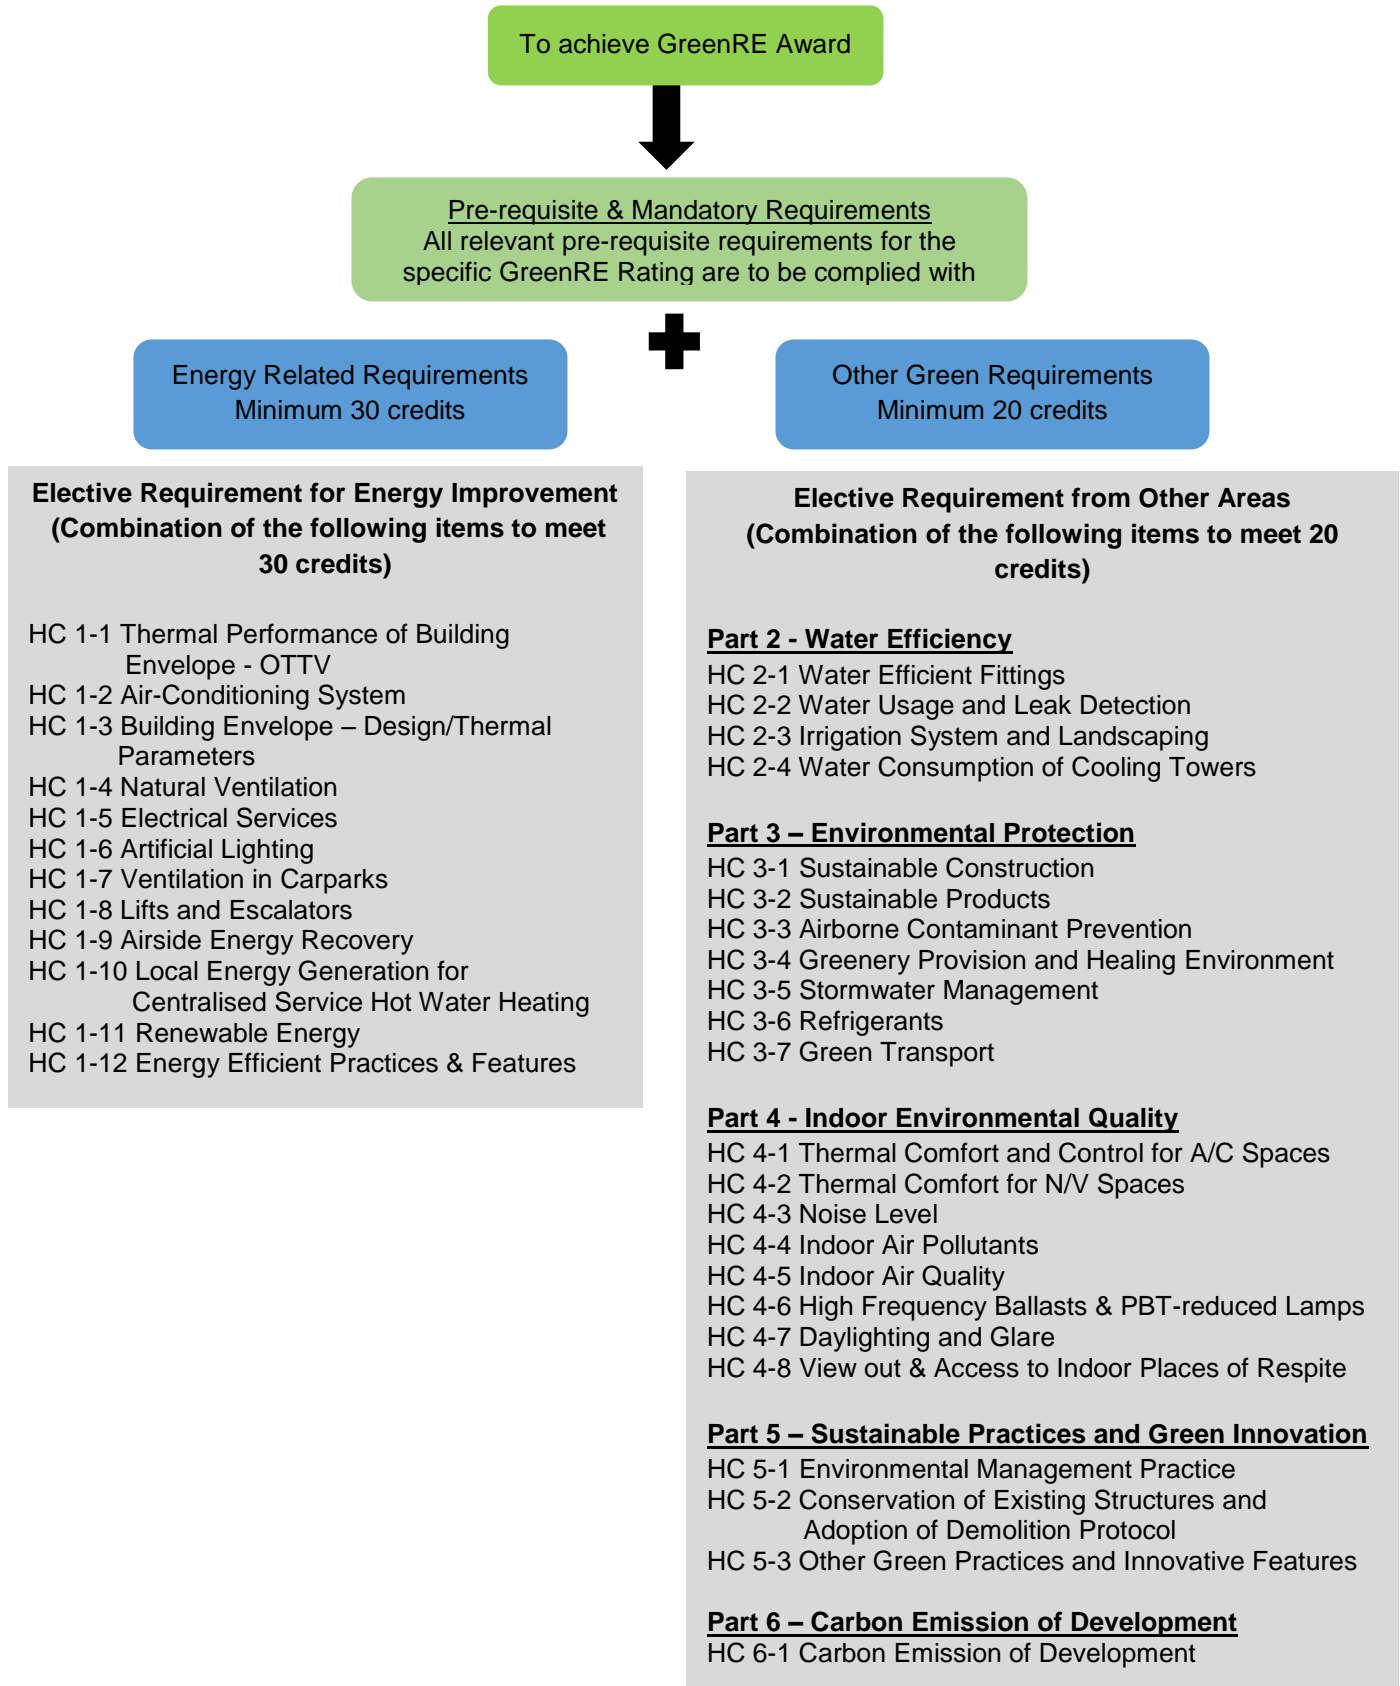 To achieve GreenRE Award
Pre-requisite & Mandatory Requirements
All relevant pre-requisite requirements for the
specific GreenRE Rating are to be complied with
Energy Related Requirements
Minimum 30 credits
Other Green Requirements
Minimum 20 credits
Elective Requirement for Energy Improvement
(Combination of the following items to meet
30 credits)
HC 1-1 Thermal Performance of Building
Envelope - OTTV
HC 1-2 Air-Conditioning System
HC 1-3 Building Envelope – Design/Thermal
Parameters
HC 1-4 Natural Ventilation
HC 1-5 Electrical Services
HC 1-6 Artificial Lighting
HC 1-7 Ventilation in Carparks
HC 1-8 Lifts and Escalators
HC 1-9 Airside Energy Recovery
HC 1-10 Local Energy Generation for
Centralised Service Hot Water Heating
HC 1-11 Renewable Energy
HC 1-12 Energy Efficient Practices & Features
Elective Requirement from Other Areas
(Combination of the following items to meet 20
credits)
Part 2 - Water Efficiency
HC 2-1 Water Efficient Fittings
HC 2-2 Water Usage and Leak Detection
HC 2-3 Irrigation System and Landscaping
HC 2-4 Water Consumption of Cooling Towers
Part 3 – Environmental Protection
HC 3-1 Sustainable Construction
HC 3-2 Sustainable Products
HC 3-3 Airborne Contaminant Prevention
HC 3-4 Greenery Provision and Healing Environment
HC 3-5 Stormwater Management
HC 3-6 Refrigerants
HC 3-7 Green Transport
Part 4 - Indoor Environmental Quality
HC 4-1 Thermal Comfort and Control for A/C Spaces
HC 4-2 Thermal Comfort for N/V Spaces
HC 4-3 Noise Level
HC 4-4 Indoor Air Pollutants
HC 4-5 Indoor Air Quality
HC 4-6 High Frequency Ballasts & PBT-reduced Lamps
HC 4-7 Daylighting and Glare
HC 4-8 View out & Access to Indoor Places of Respite
Part 5 – Sustainable Practices and Green Innovation
HC 5-1 Environmental Management Practice
HC 5-2 Conservation of Existing Structures and
Adoption of Demolition Protocol
HC 5-3 Other Green Practices and Innovative Features
Part 6 – Carbon Emission of Development
HC 6-1 Carbon Emission of Development